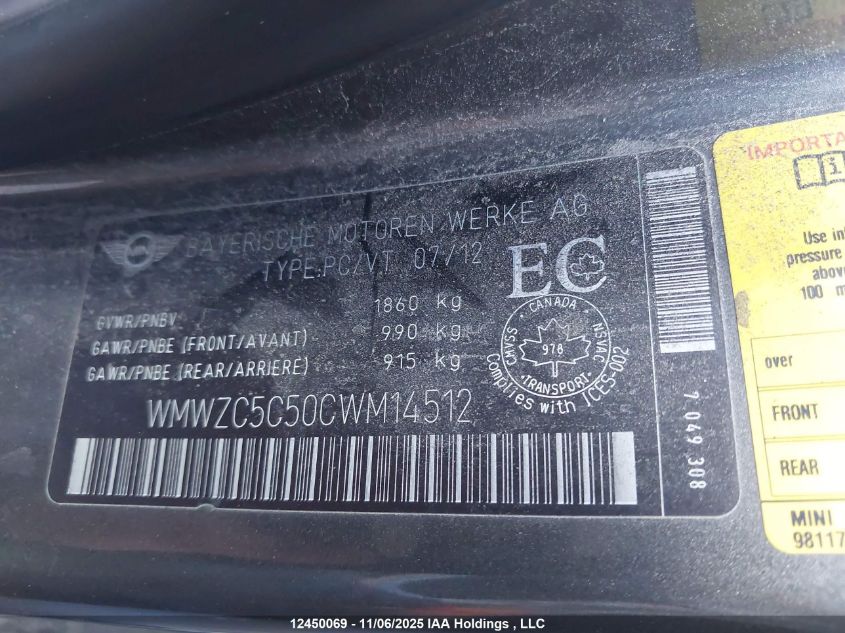 BAYERISCHE MOTOREN WERKE AG
TYPE:PC/VT 07/12
EC
GVWR/PNBV 1860 kg
GAWR/PNBE (FRONT/AVANT) 990 kg
GAWR/PNBE (REAR/ARRIERE) 915 kg
CANADA
CMVSS NSVAC
978
TRANSPORT
Complies with ICES-002
WMWZC5C50CWM14512
7 049 308
IMPORTA
i
Use inf
pressure
above
100 m
over
FRONT
REAR
MINI
98117
12450069 - 11/06/2025 IAA Holdings , LLC